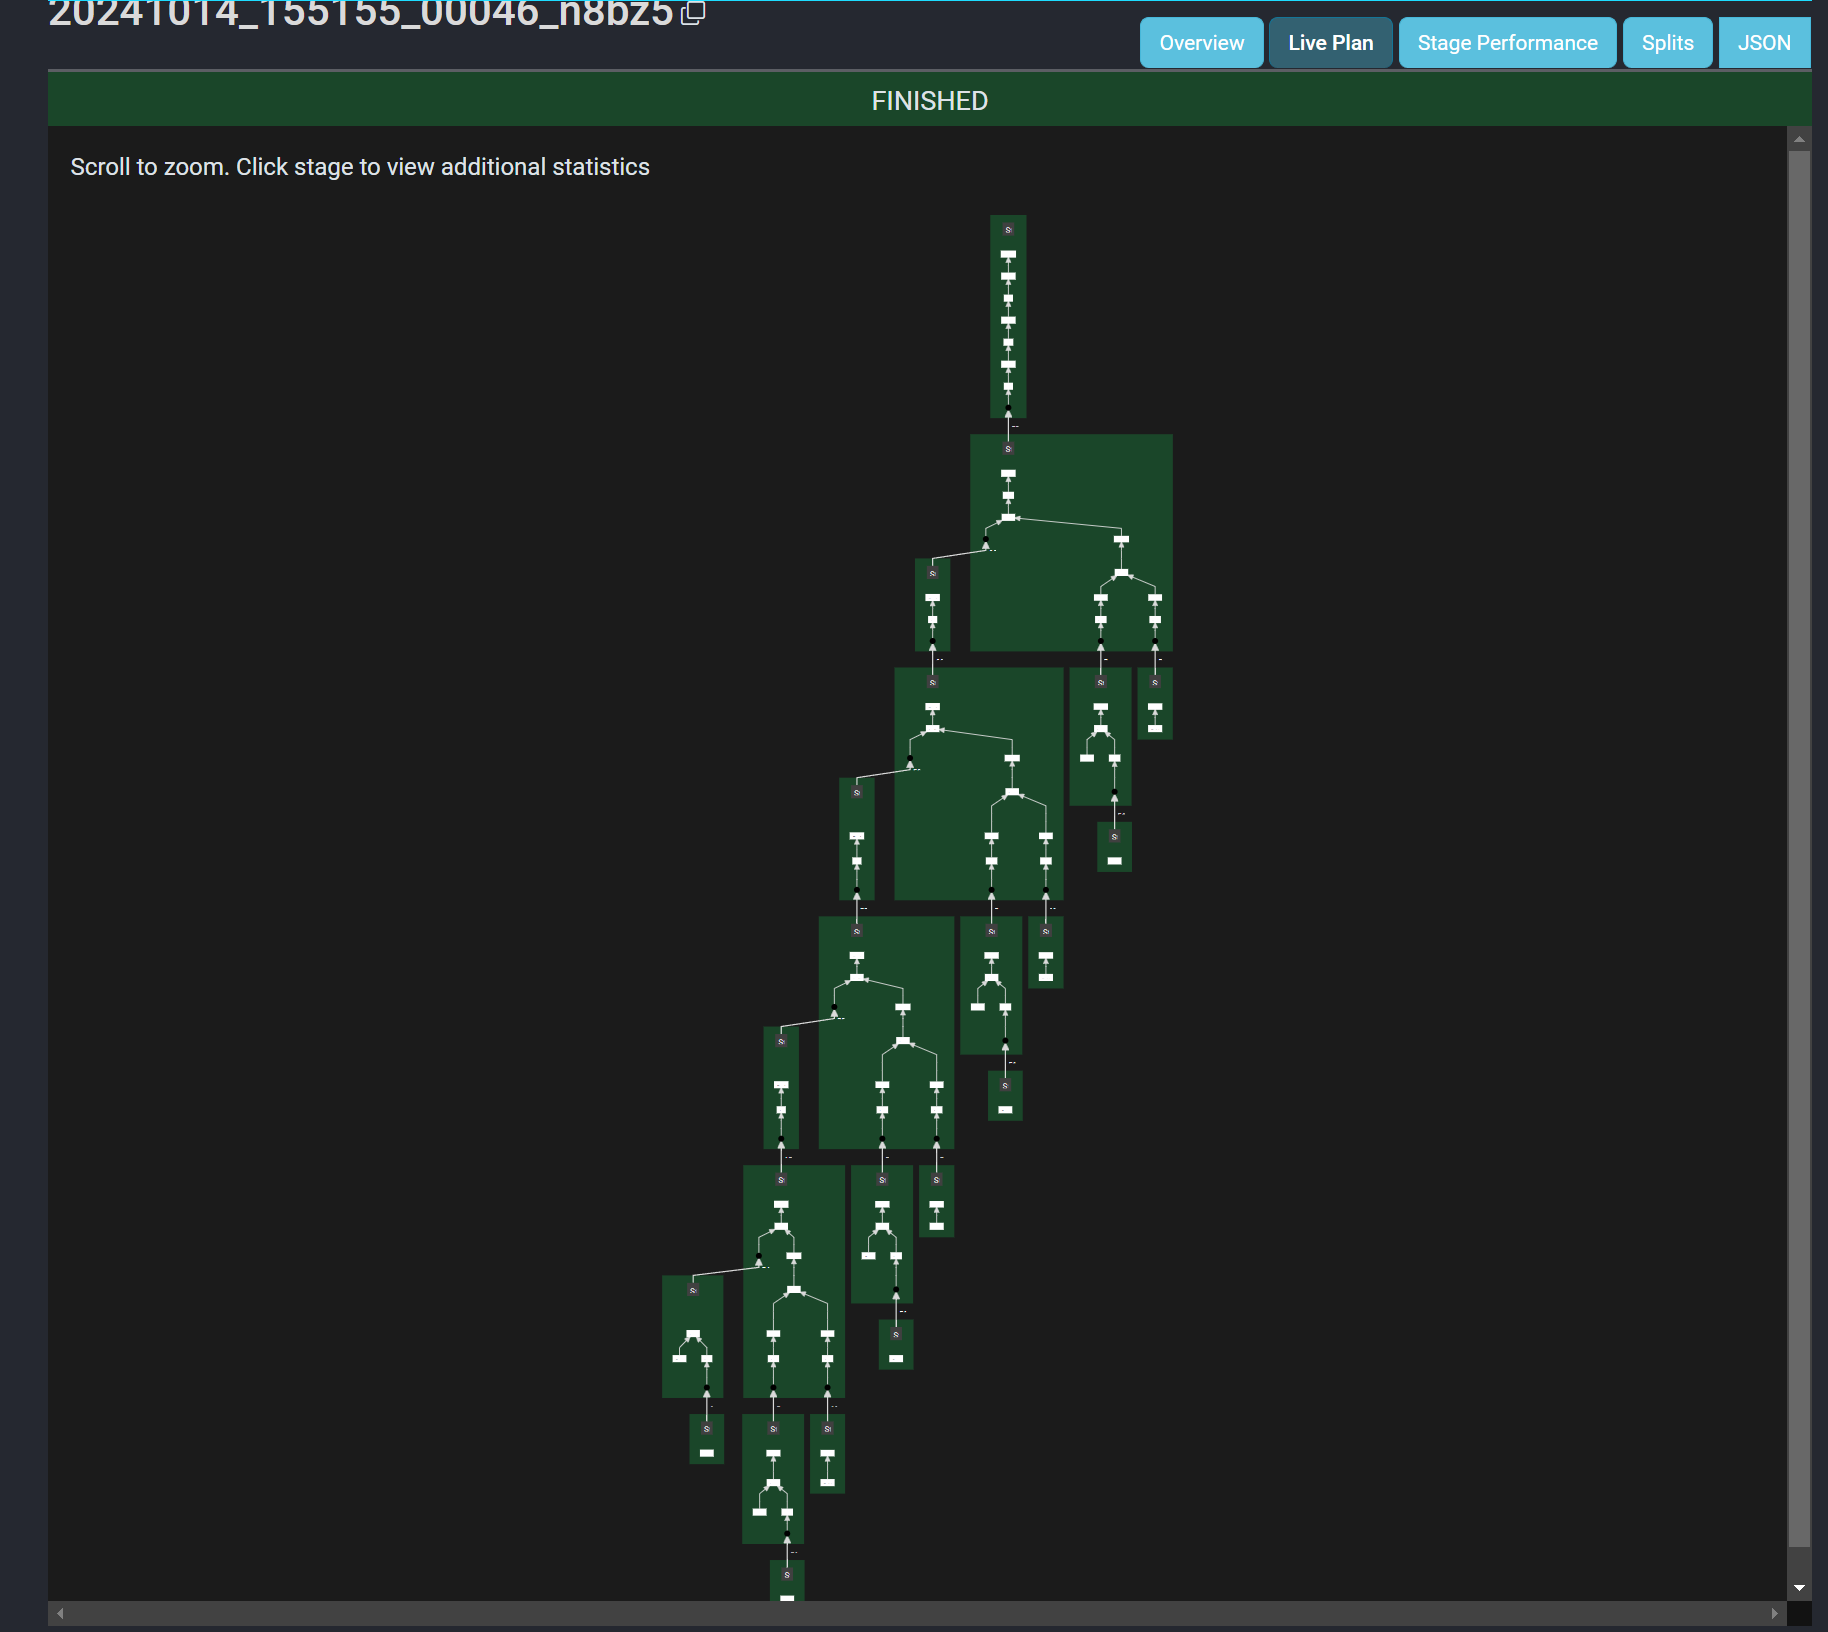 20241014_155155_00046_n8bz5
Overview
Live Plan
Stage Performance
Splits
JSON
FINISHED
Scroll to zoom. Click stage to view additional statistics